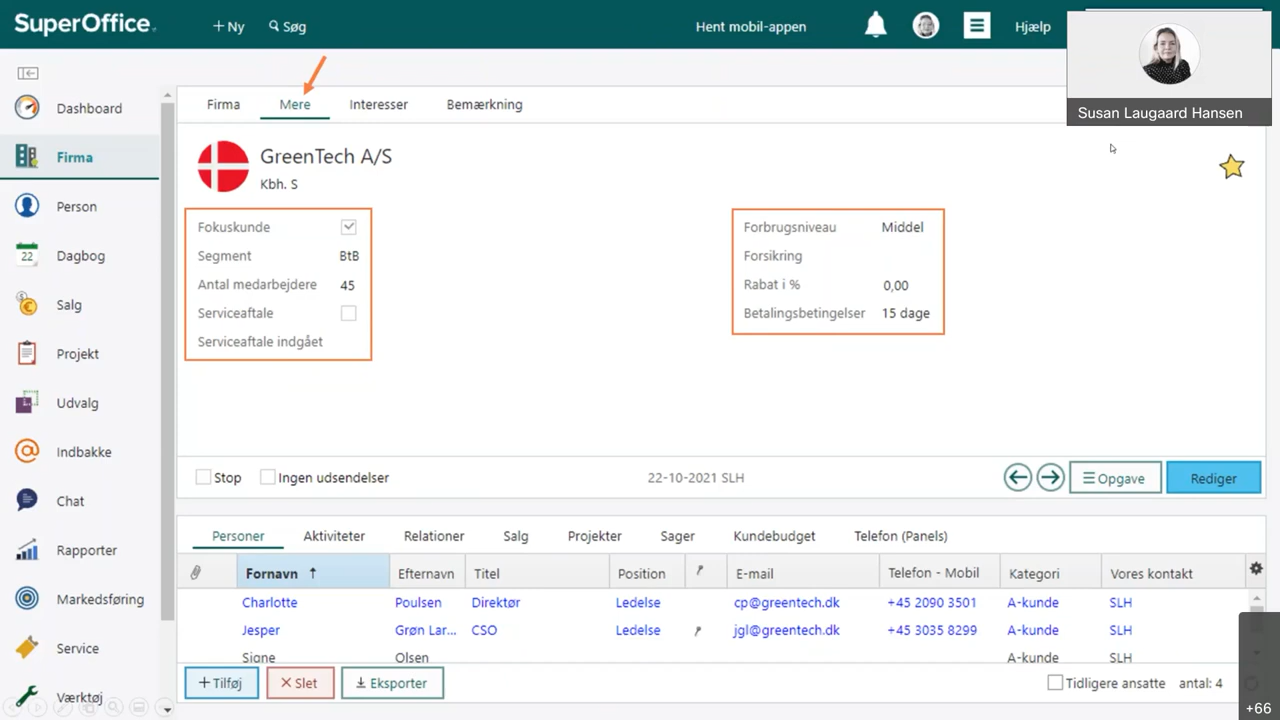 SuperOffice
+ Ny
Søg
Hent mobil-appen
Hjælp
Susan Laugaard Hansen
Dashboard
Firma
Person
22
Dagbog
Salg
Projekt
Udvalg
Indbakke
Chat
Rapporter
Markedsføring
Service
Værktøj
Firma
Mere
Interesser
Bemærkning
GreenTech A/S
Kbh. S
Fokuskunde
Segment BtB
Antal medarbejdere 45
Serviceaftale
Serviceaftale indgået
Forbrugsniveau Middel
Forsikring
Rabat i % 0,00
Betalingsbetingelser 15 dage
Stop
Ingen udsendelser
22-10-2021 SLH
Opgave
Rediger
Personer Aktiviteter Relationer Salg Projekter Sager Kundebudget Telefon (Panels)
Fornavn Efternavn Titel Position E-mail Telefon - Mobil Kategori Vores kontakt
Charlotte Poulsen Direktør Ledelse cp@greentech.dk +45 2090 3501 A-kunde SLH
Jesper Grøn Lar... CSO Ledelse jgl@greentech.dk +45 3035 8299 A-kunde SLH
Signe Olsen A-kunde SLH
+ Tilføj
Slet
Eksporter
Tidligere ansatte
antal: 4
+66